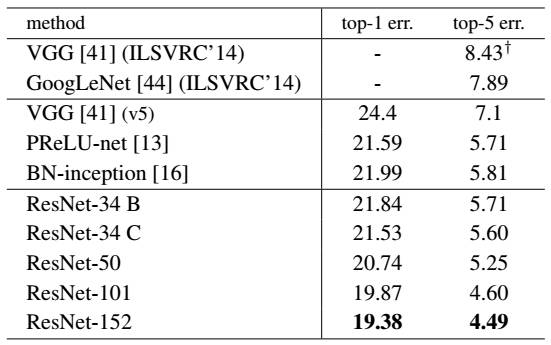 method top-1 err. top-5 err.
VGG [41] (ILSVRC'14) - 8.43†
GoogLeNet [44] (ILSVRC'14) - 7.89
VGG [41] (v5) 24.4 7.1
PReLU-net [13] 21.59 5.71
BN-inception [16] 21.99 5.81
ResNet-34 B 21.84 5.71
ResNet-34 C 21.53 5.60
ResNet-50 20.74 5.25
ResNet-101 19.87 4.60
ResNet-152 19.38 4.49